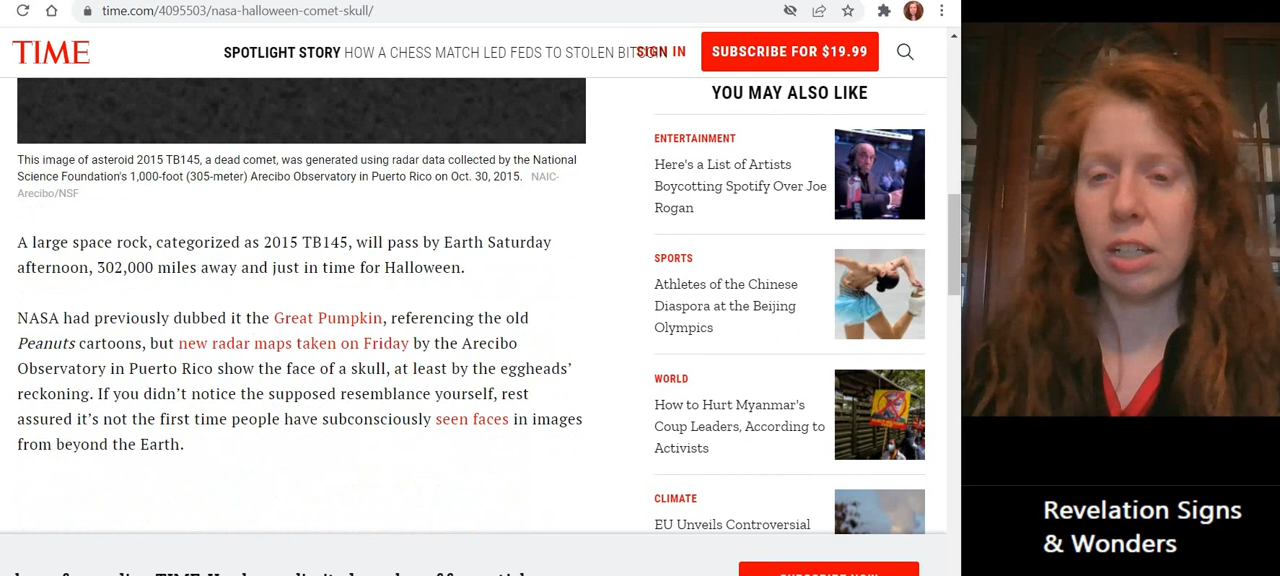 time.com/4095503/nasa-halloween-comet-skull/
TIME
SPOTLIGHT STORY HOW A CHESS MATCH LED FEDS TO STOLEN BITCOIN
SIGN IN
SUBSCRIBE FOR $19.99
This image of asteroid 2015 TB145, a dead comet, was generated using radar data collected by the National
Science Foundation's 1,000-foot (305-meter) Arecibo Observatory in Puerto Rico on Oct. 30, 2015. NAIC-
Arecibo/NSF
A large space rock, categorized as 2015 TB145, will pass by Earth Saturday
afternoon, 302,000 miles away and just in time for Halloween.
NASA had previously dubbed it the Great Pumpkin, referencing the old
Peanuts cartoons, but new radar maps taken on Friday by the Arecibo
Observatory in Puerto Rico show the face of a skull, at least by the eggheads’
reckoning. If you didn’t notice the supposed resemblance yourself, rest
assured it’s not the first time people have subconsciously seen faces in images
from beyond the Earth.
YOU MAY ALSO LIKE
ENTERTAINMENT
Here's a List of Artists
Boycotting Spotify Over Joe
Rogan
SPORTS
Athletes of the Chinese
Diaspora at the Beijing
Olympics
WORLD
How to Hurt Myanmar's
Coup Leaders, According to
Activists
CLIMATE
EU Unveils Controversial
Revelation Signs
& Wonders